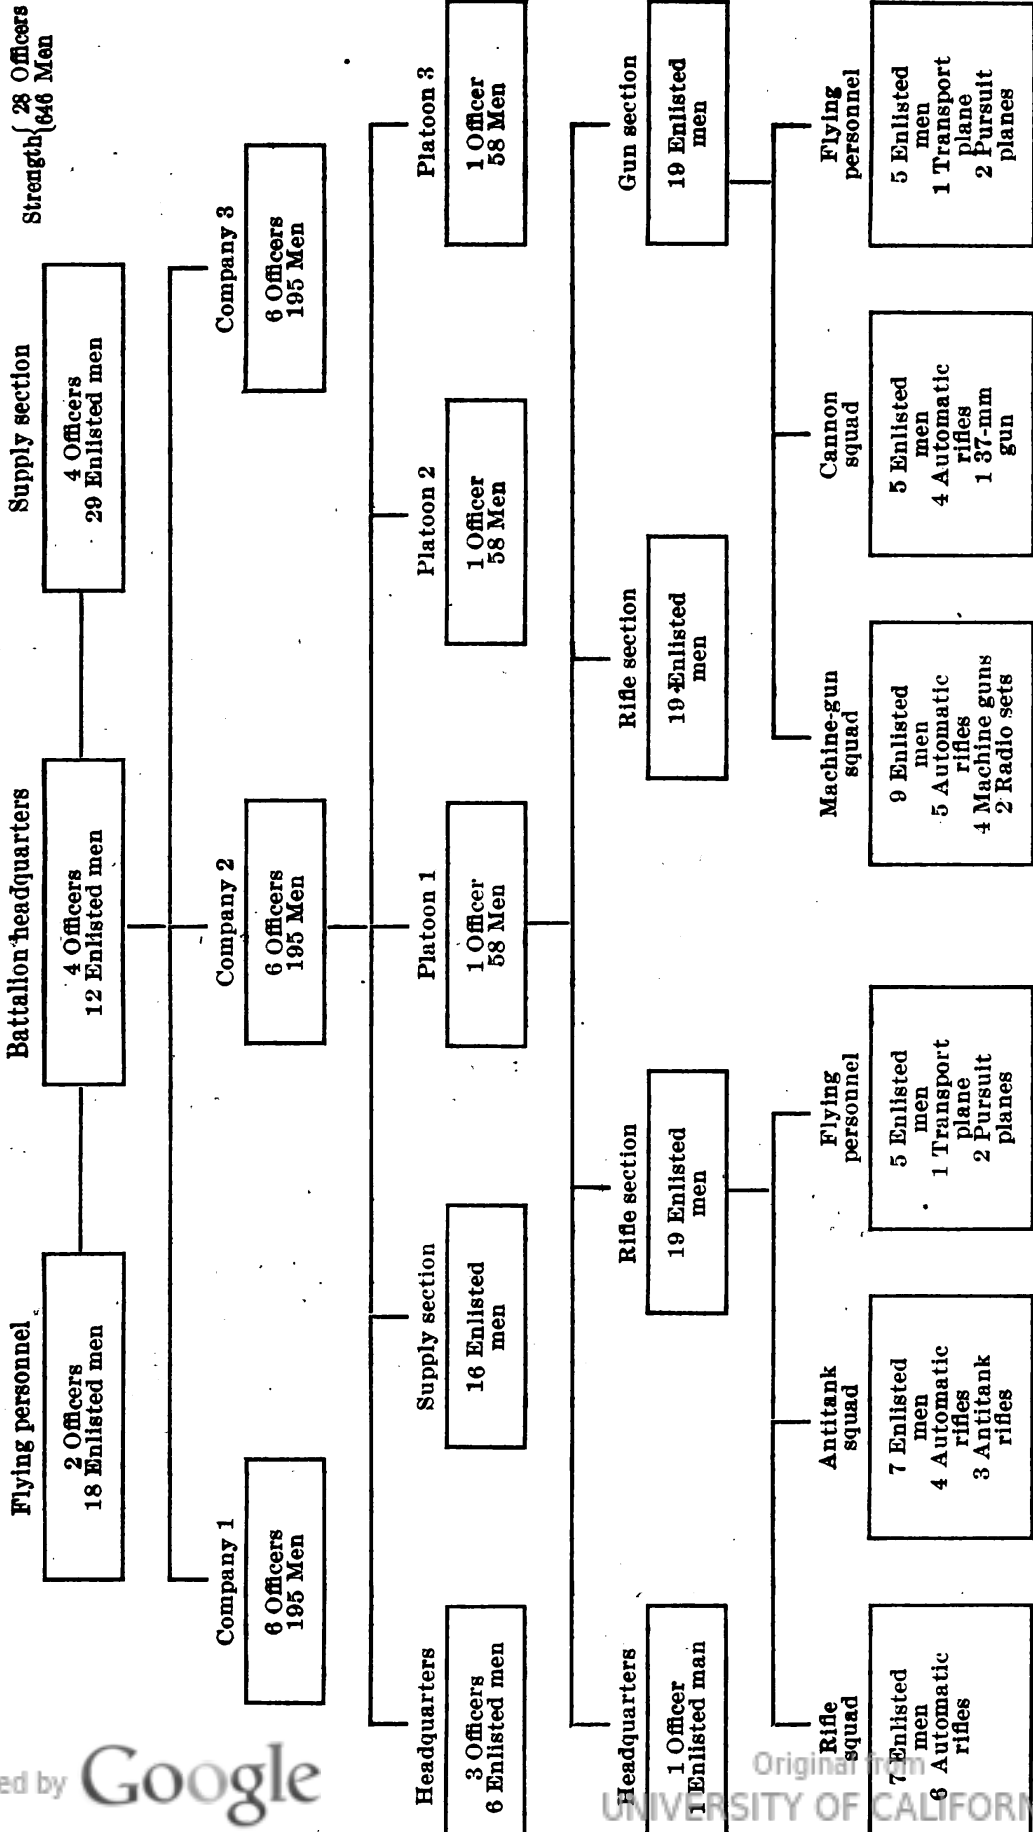 Strength { 28 Officers
646 Men
Flying personnel
2 Officers
18 Enlisted men
Battalion headquarters
4 Officers
12 Enlisted men
Supply section
4 Officers
29 Enlisted men
Company 1
6 Officers
195 Men
Company 2
6 Officers
195 Men
Company 3
6 Officers
195 Men
Headquarters
3 Officers
6 Enlisted men
Supply section
16 Enlisted
men
Platoon 1
1 Officer
58 Men
Platoon 2
1 Officer
58 Men
Platoon 3
1 Officer
58 Men
Headquarters
1 Officer
1 Enlisted man
Rifle section
19 Enlisted
men
Rifle section
19 Enlisted
men
Gun section
19 Enlisted
men
Rifle
squad
7 Enlisted
men
6 Automatic
rifles
Antitank
squad
7 Enlisted
men
4 Automatic
rifles
3 Antitank
rifles
Flying
personnel
5 Enlisted
men
1 Transport
plane
2 Pursuit
planes
Machine-gun
squad
9 Enlisted
men
5 Automatic
rifles
4 Machine guns
2 Radio sets
Cannon
squad
5 Enlisted
men
4 Automatic
rifles
1 37-mm
gun
Flying
personnel
5 Enlisted
men
1 Transport
plane
2 Pursuit
planes
ed by Google
Original from
UNIVERSITY OF CALIFORN